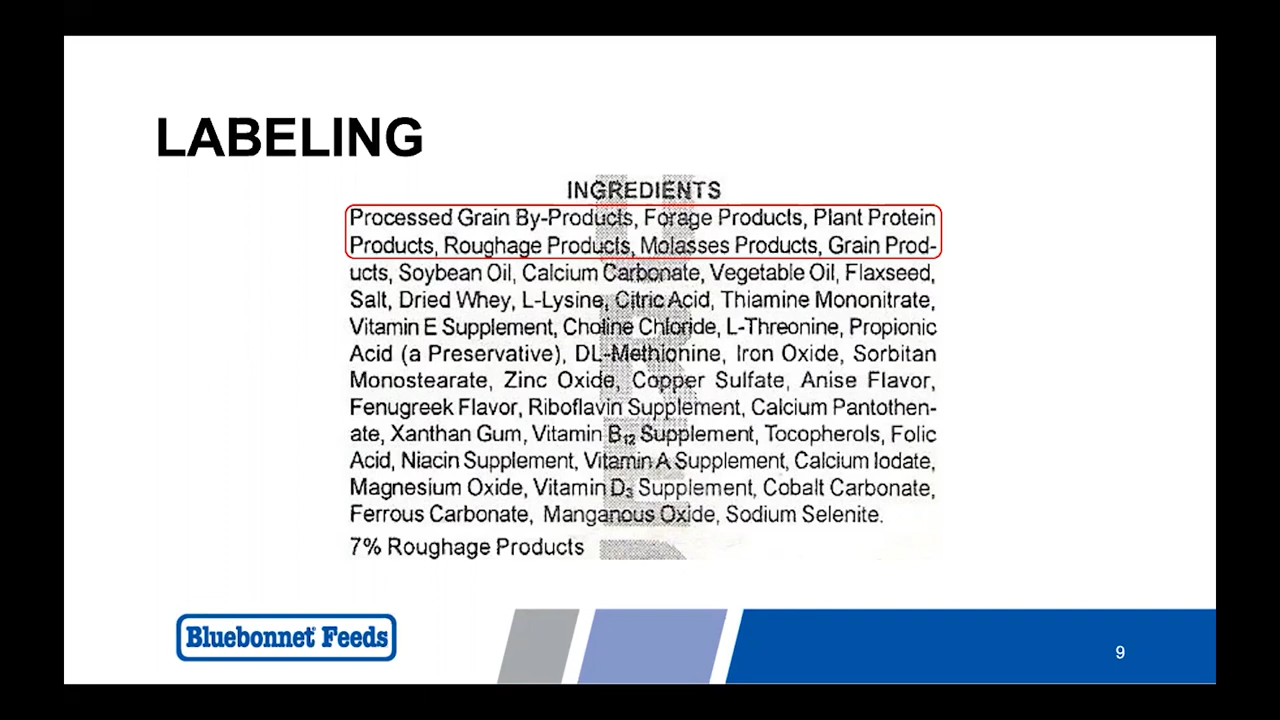 LABELING
INGREDIENTS
Processed Grain By-Products, Forage Products, Plant Protein
Products, Roughage Products, Molasses Products, Grain Prod-
ucts, Soybean Oil, Calcium Carbonate, Vegetable Oil, Flaxseed,
Salt, Dried Whey, L-Lysine, Citric Acid, Thiamine Mononitrate,
Vitamin E Supplement, Choline Chloride, L-Threonine, Propionic
Acid (a Preservative), DL-Methionine, Iron Oxide, Sorbitan
Monostearate, Zinc Oxide, Copper Sulfate, Anise Flavor,
Fenugreek Flavor, Riboflavin Supplement, Calcium Pantothen-
ate, Xanthan Gum, Vitamin B₁₂ Supplement, Tocopherols, Folic
Acid, Niacin Supplement, Vitamin A Supplement, Calcium Iodate,
Magnesium Oxide, Vitamin D₃ Supplement, Cobalt Carbonate,
Ferrous Carbonate, Manganous Oxide, Sodium Selenite.
7% Roughage Products
Bluebonnet® Feeds
9